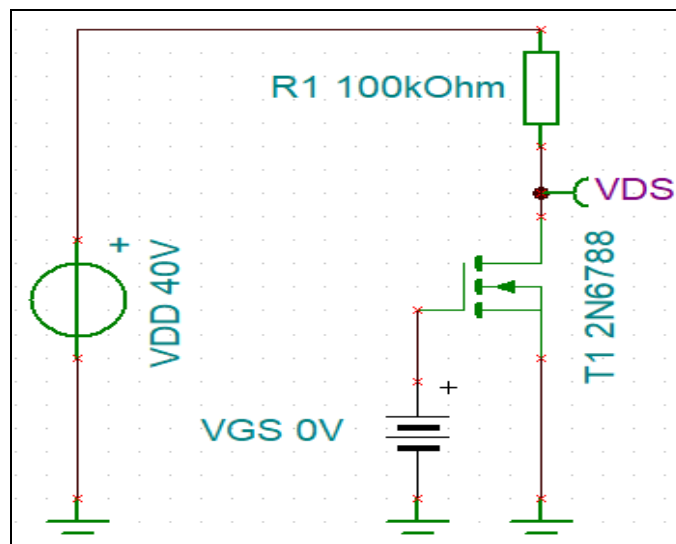 R1 100kOhm
VDS
+
VDD 40V
T1 2N6788
+
VGS 0V